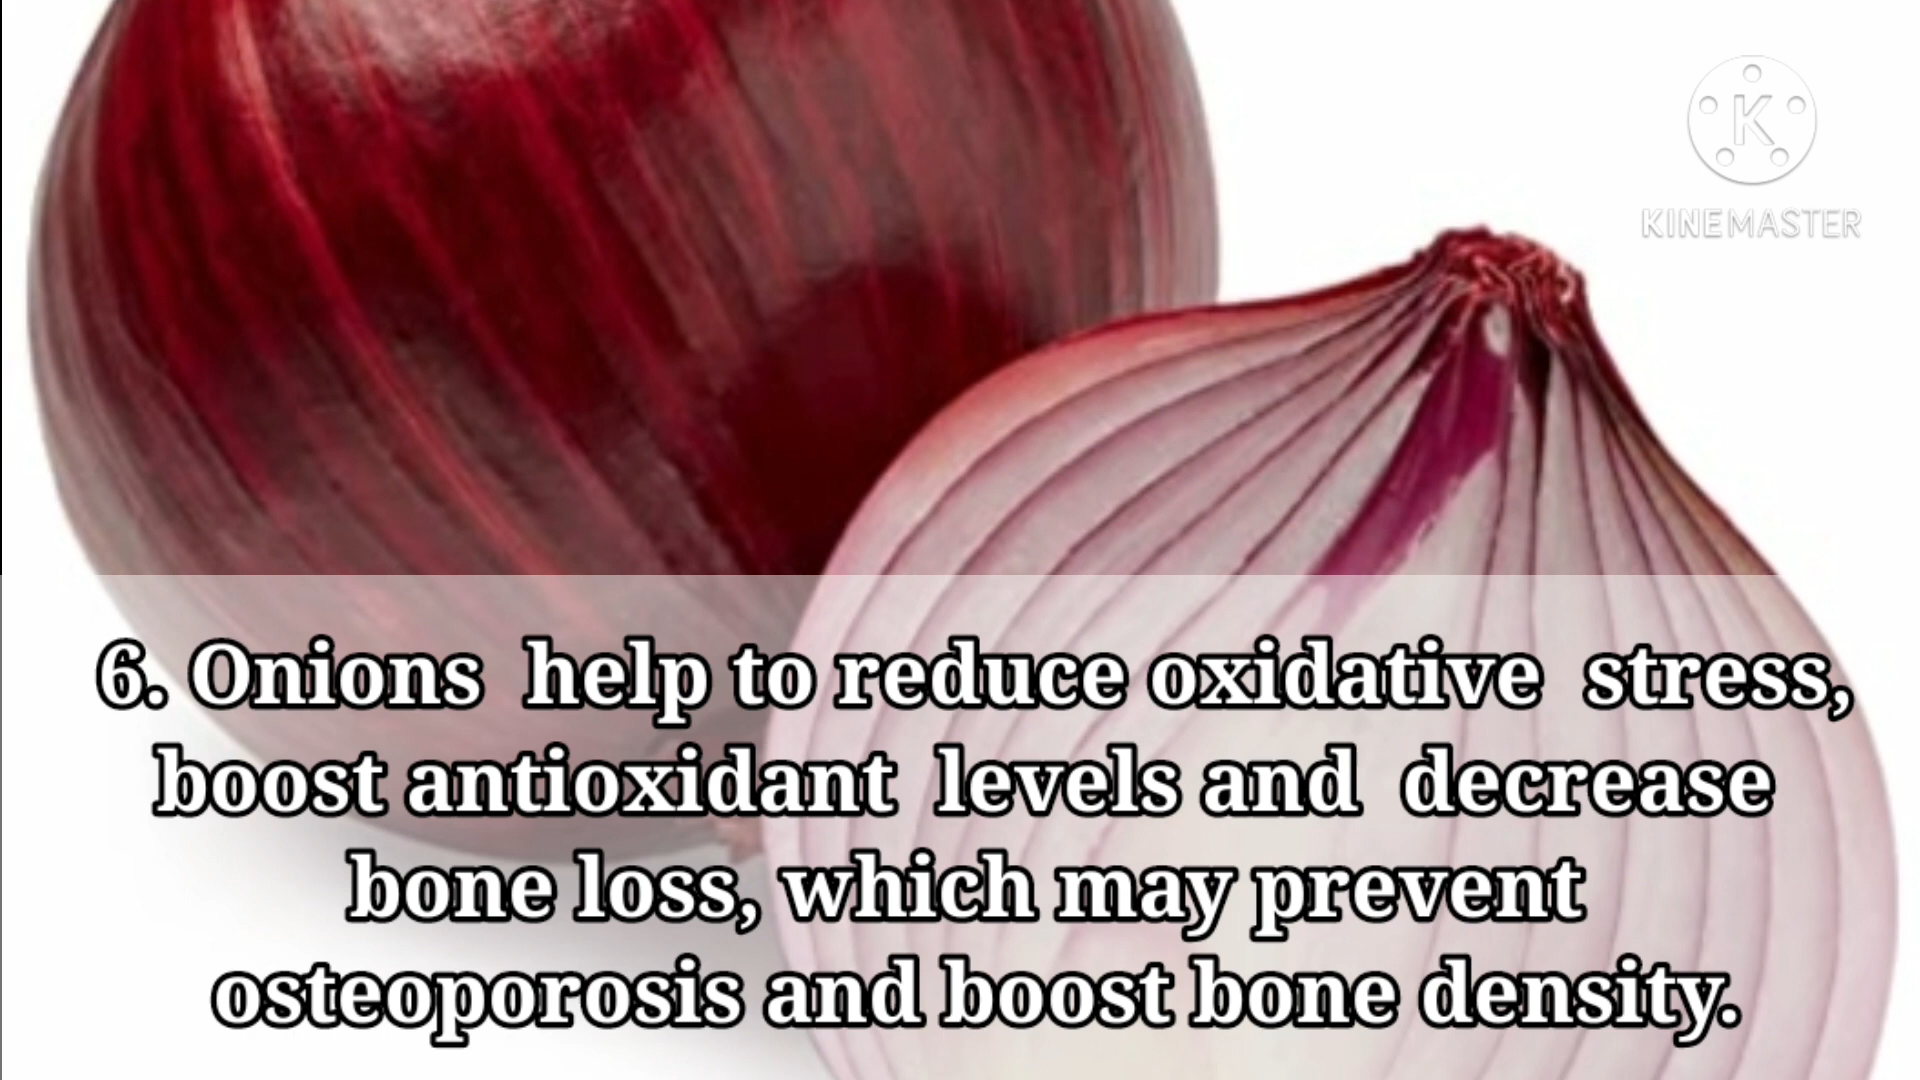 K
KINEMASTER
6. Onions help to reduce oxidative stress,
boost antioxidant levels and decrease
bone loss, which may prevent
osteoporosis and boost bone density.